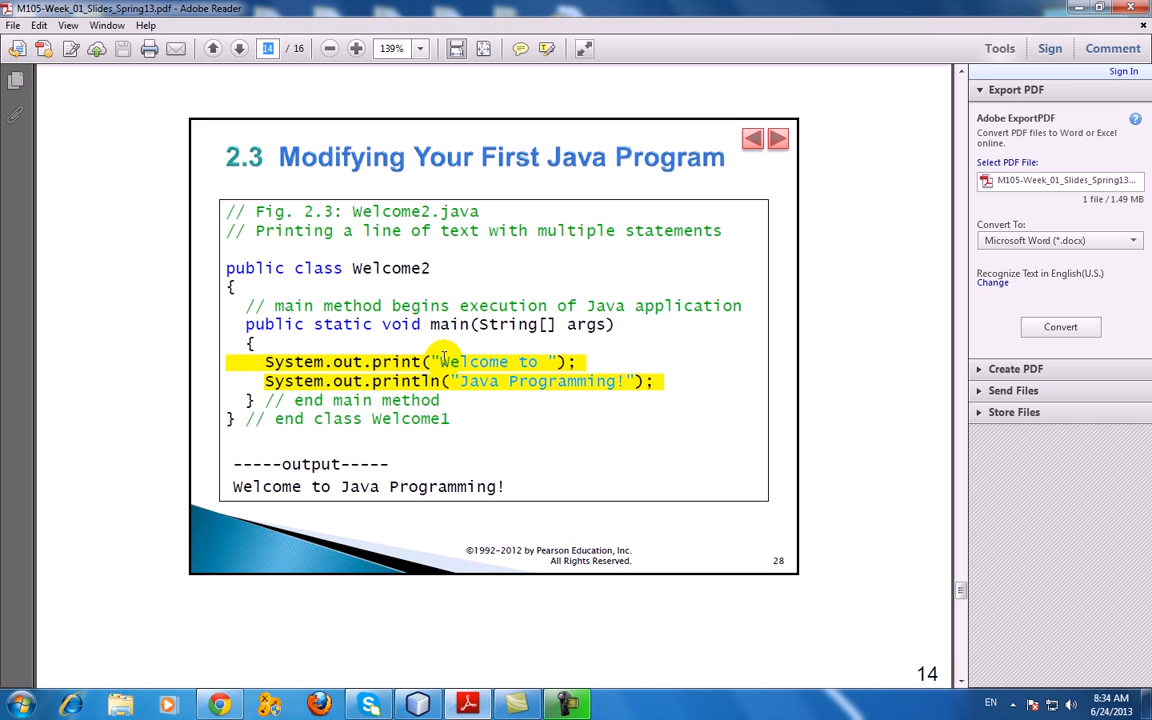 M105-Week_01_Slides_Spring13.pdf - Adobe Reader
File Edit View Window Help
14 / 16 139% Tools Sign Comment
Sign In
Export PDF
Adobe ExportPDF
Convert PDF files to Word or Excel online.
Select PDF File:
M105-Week_01_Slides_Spring13...
1 file / 1.49 MB
Convert To:
Microsoft Word (*.docx)
Recognize Text in English(U.S.)
Change
Convert
Create PDF
Send Files
Store Files
2.3 Modifying Your First Java Program
// Fig. 2.3: Welcome2.java
// Printing a line of text with multiple statements
public class Welcome2
{
// main method begins execution of Java application
public static void main(String[] args)
{
System.out.print("Welcome to ");
System.out.println("Java Programming!");
} // end main method
} // end class Welcome1
-----output-----
Welcome to Java Programming!
©1992-2012 by Pearson Education, Inc.
All Rights Reserved.
28
14
EN
8:34 AM
6/24/2013